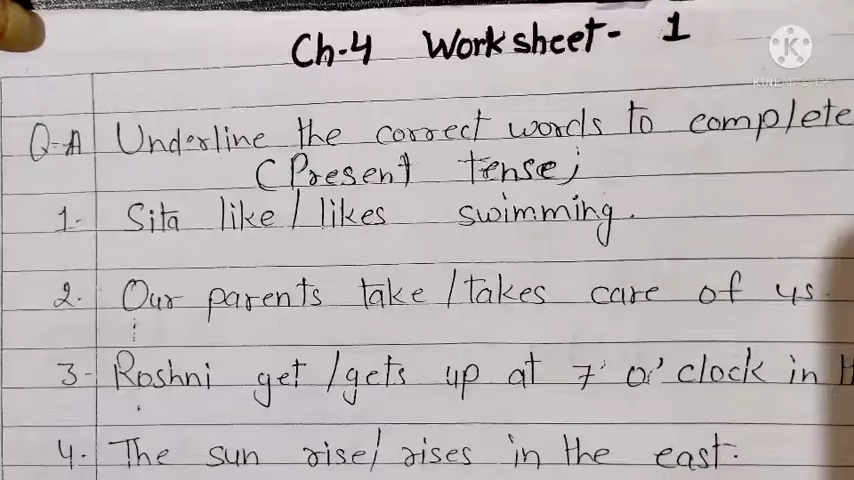 Ch-4 Worksheet- 1
K
KINEMASTER
Q-A Underline the correct words to complete
(Present tense)
1- Sita like/likes swimming.
2. Our parents take/takes care of us.
3- Roshni get/gets up at 7' o'clock in
4. The sun rise/rises in the east.